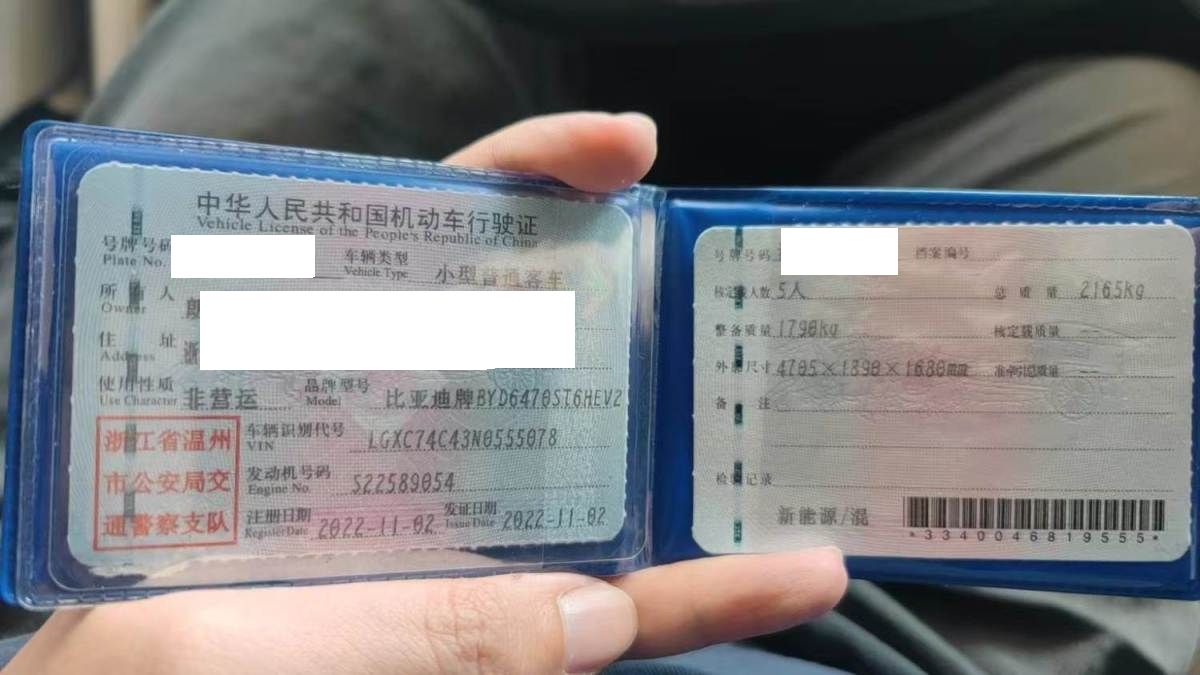 中华人民共和国机动车行驶证
Vehicle License of the People's Republic of China
号牌号码
Plate No.
车辆类型 小型普通客车
Vehicle Type
所有人
Owner
住址
Address
使用性质 非营运
Use Character
品牌型号 比亚迪牌BYD6470ST6HEV2
Model
浙江省温州
市公安局交
通警察支队
车辆识别代号 LGXC74C43N0555078
VIN
发动机号码 S22589054
Engine No.
注册日期 2022-11-02
Register Date
发证日期 2022-11-02
Issue Date
号牌号码
档案编号
核定载人数 5人
总质量 2165kg
整备质量 1790kg
核定载质量 --
外廓尺寸 4705×1890×1680mm
准牵引总质量 --
备注
检验记录
新能源/混
*3340046819555*